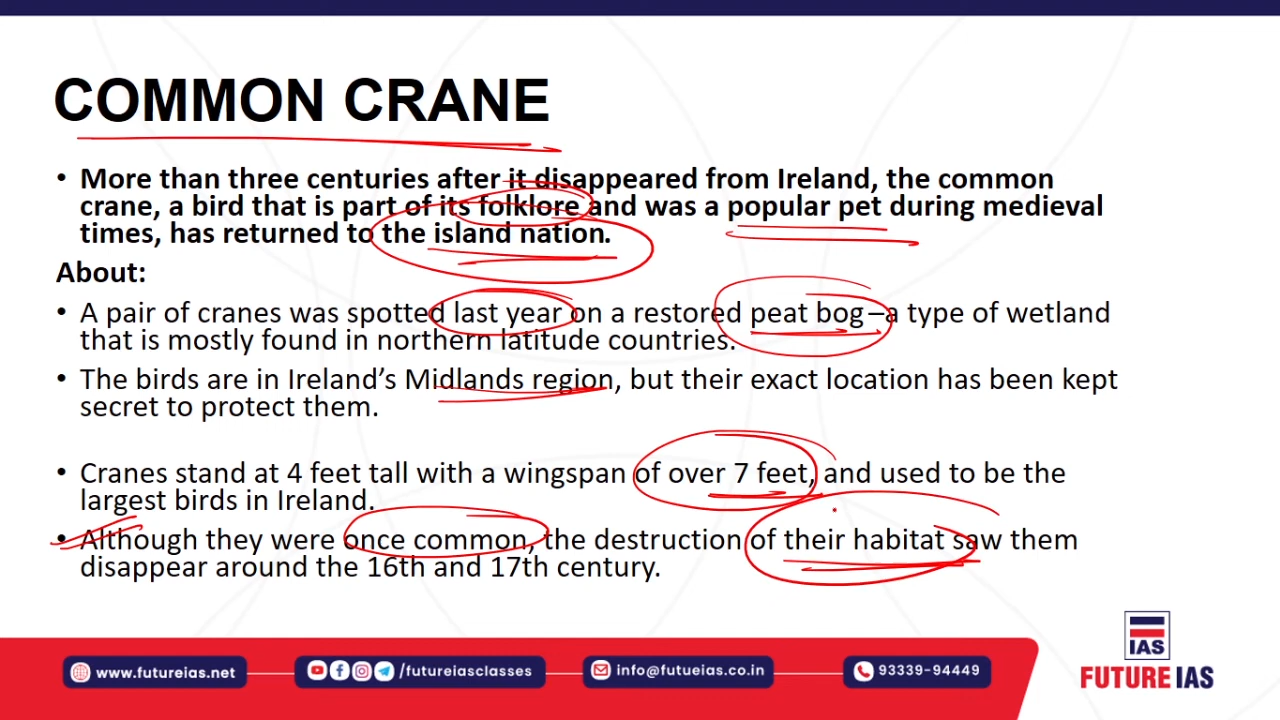 COMMON CRANE
• More than three centuries after it disappeared from Ireland, the common
crane, a bird that is part of its folklore and was a popular pet during medieval
times, has returned to the island nation.
About:
• A pair of cranes was spotted last year on a restored peat bog –a type of wetland
that is mostly found in northern latitude countries.
• The birds are in Ireland’s Midlands region, but their exact location has been kept
secret to protect them.
• Cranes stand at 4 feet tall with a wingspan of over 7 feet, and used to be the
largest birds in Ireland.
• Although they were once common, the destruction of their habitat saw them
disappear around the 16th and 17th century.
www.futureias.net
/futureiasclasses
info@futueias.co.in
93339-94449
IAS
FUTURE IAS